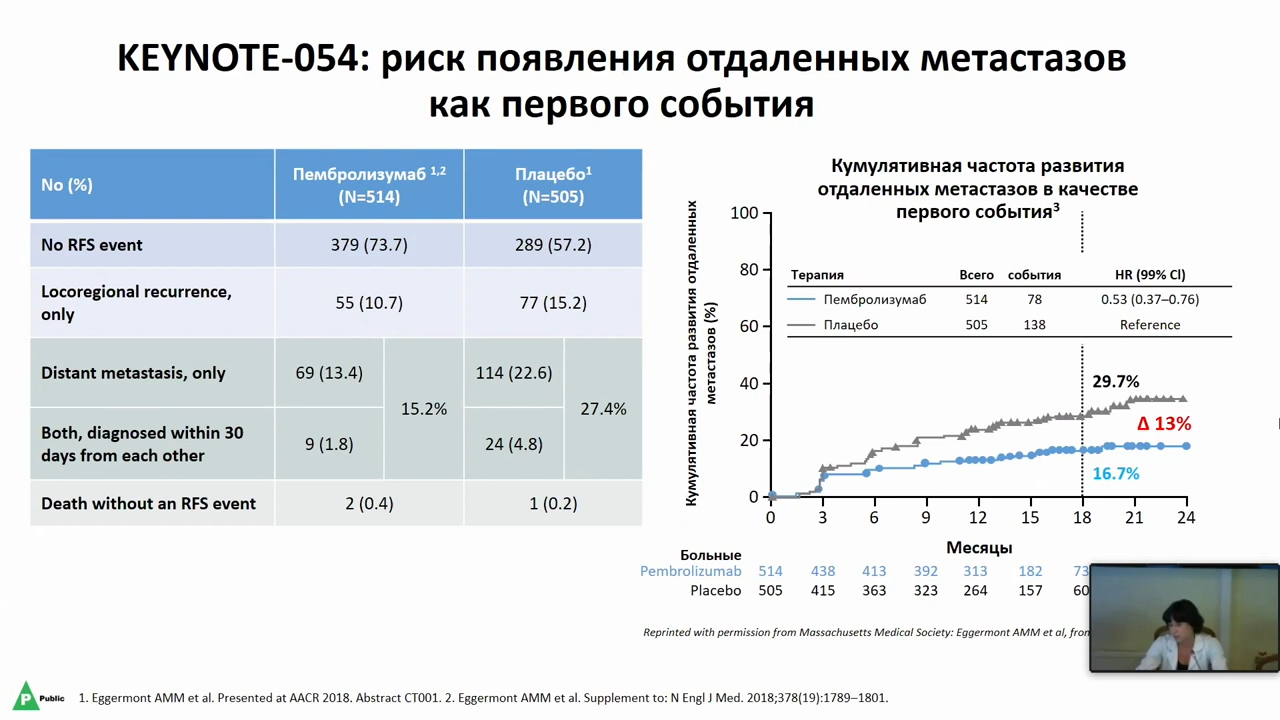 KEYNOTE-054: риск появления отдаленных метастазов
как первого события
No (%)
Пембролизумаб 1,2
(N=514)
Плацебо1
(N=505)
No RFS event
379 (73.7)
289 (57.2)
Locoregional recurrence,
only
55 (10.7)
77 (15.2)
Distant metastasis, only
69 (13.4)
15.2%
114 (22.6)
27.4%
Both, diagnosed within 30
days from each other
9 (1.8)
24 (4.8)
Death without an RFS event
2 (0.4)
1 (0.2)
Кумулятивная частота развития
отдаленных метастазов в качестве
первого события3
Кумулятивная частота развития отдаленных
метастазов (%)
100
80
60
40
20
0
Терапия Всего события HR (99% CI)
Пембролизумаб 514 78 0.53 (0.37–0.76)
Плацебо 505 138 Reference
29.7%
Δ 13%
16.7%
0 3 6 9 12 15 18 21 24
Месяцы
Больные
Pembrolizumab 514 438 413 392 313 182 73
Placebo 505 415 363 323 264 157 60
Reprinted with permission from Massachusetts Medical Society: Eggermont AMM et al, from
P Public
1. Eggermont AMM et al. Presented at AACR 2018. Abstract CT001. 2. Eggermont AMM et al. Supplement to: N Engl J Med. 2018;378(19):1789–1801.